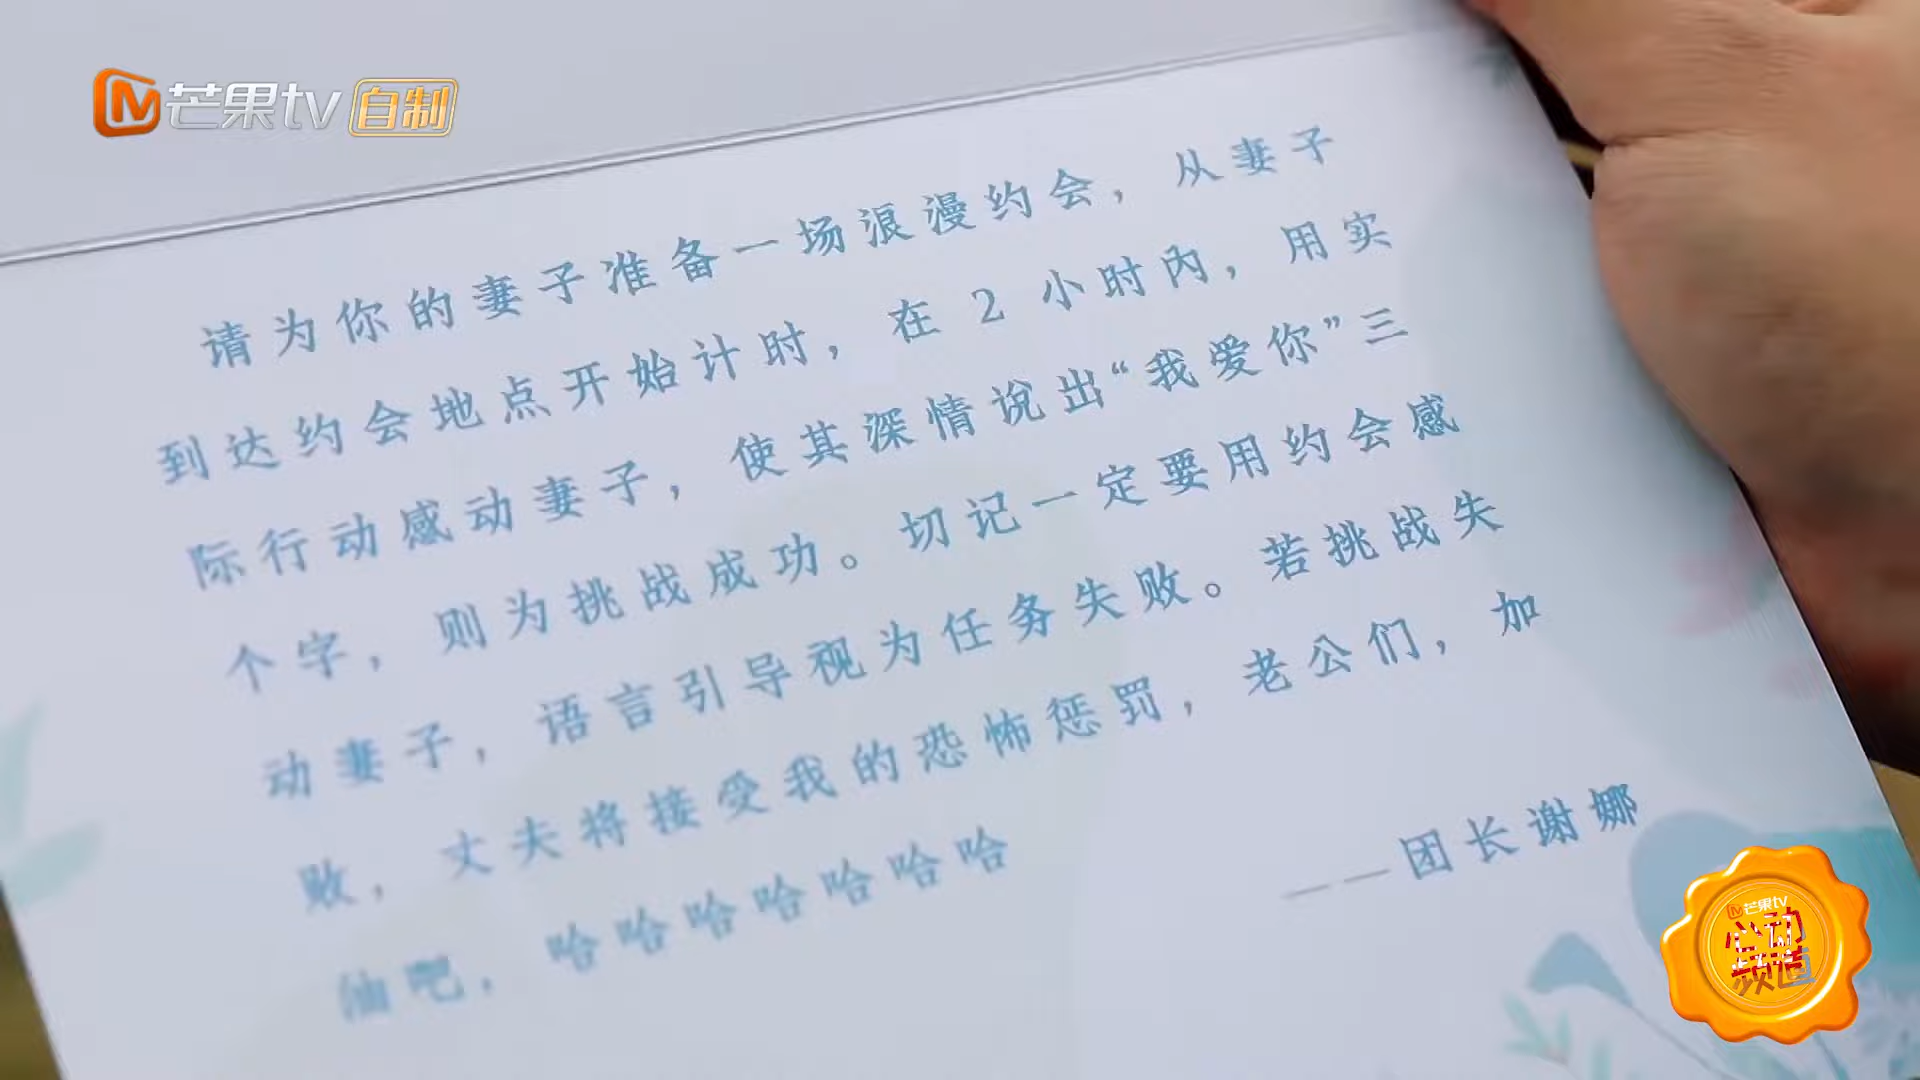 芒果tv 自制
请为你的妻子准备一场浪漫约会，从妻子
到达约会地点开始计时，在 2 小时内，用实
际行动感动妻子，使其深情说出“我爱你”三
个字，则为挑战成功。切记一定要用约会感
动妻子，语言引导视为任务失败。若挑战失
败，丈夫将接受我的恐怖惩罚，老公们，加
油吧，哈哈哈哈哈哈哈
——团长谢娜
芒果tv
心动
频道